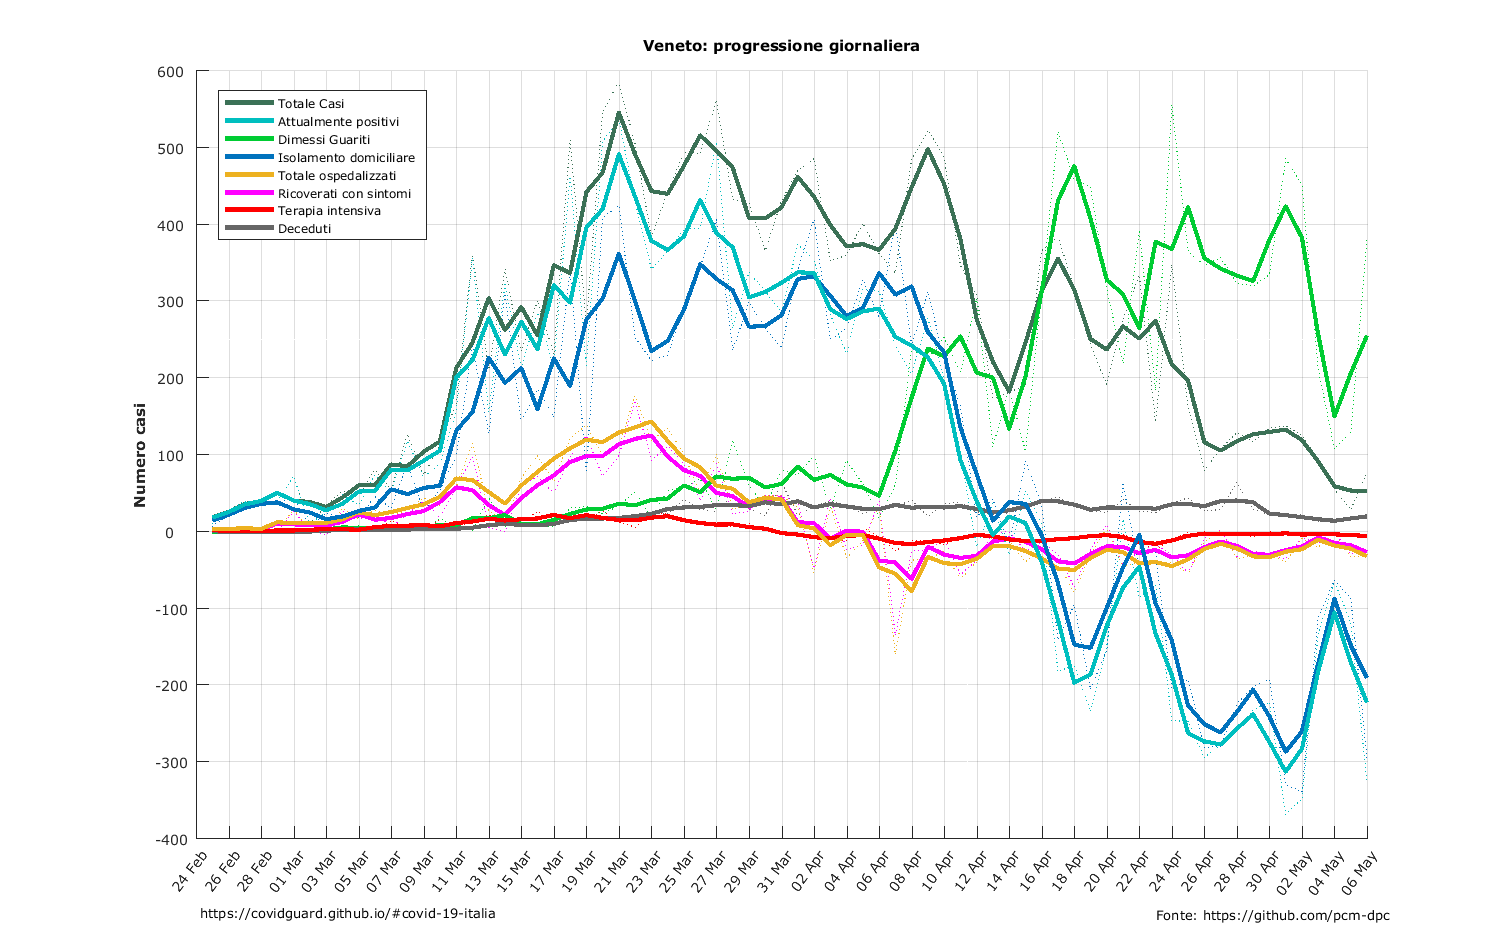 Veneto: progressione giornaliera
600
500
400
300
200
100
0
-100
-200
-300
-400
Numero casi
Totale Casi
Attualmente positivi
Dimessi Guariti
Isolamento domiciliare
Totale ospedalizzati
Ricoverati con sintomi
Terapia intensiva
Deceduti
24 Feb
26 Feb
28 Feb
01 Mar
03 Mar
05 Mar
07 Mar
09 Mar
11 Mar
13 Mar
15 Mar
17 Mar
19 Mar
21 Mar
23 Mar
25 Mar
27 Mar
29 Mar
31 Mar
02 Apr
04 Apr
06 Apr
08 Apr
10 Apr
12 Apr
14 Apr
16 Apr
18 Apr
20 Apr
22 Apr
24 Apr
26 Apr
28 Apr
30 Apr
02 May
04 May
06 May
https://covidguard.github.io/#covid-19-italia
Fonte: https://github.com/pcm-dpc